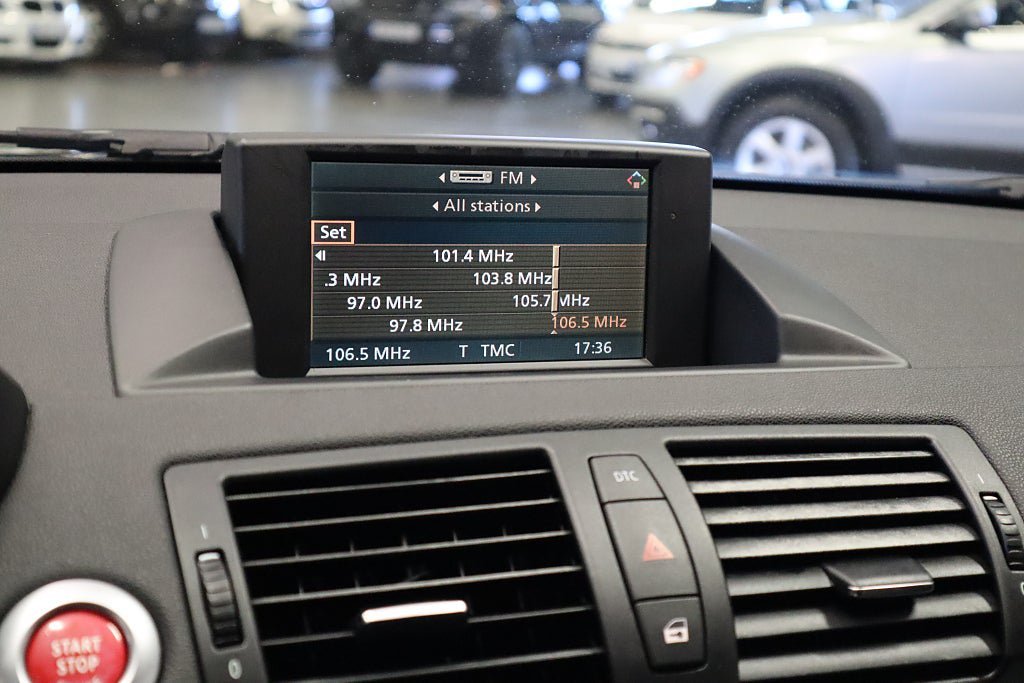 FM
All stations
Set
101.4 MHz
.3 MHz 103.8 MHz
97.0 MHz 105.7 MHz
97.8 MHz 106.5 MHz
106.5 MHz T TMC 17:36
DTC
START
STOP
0